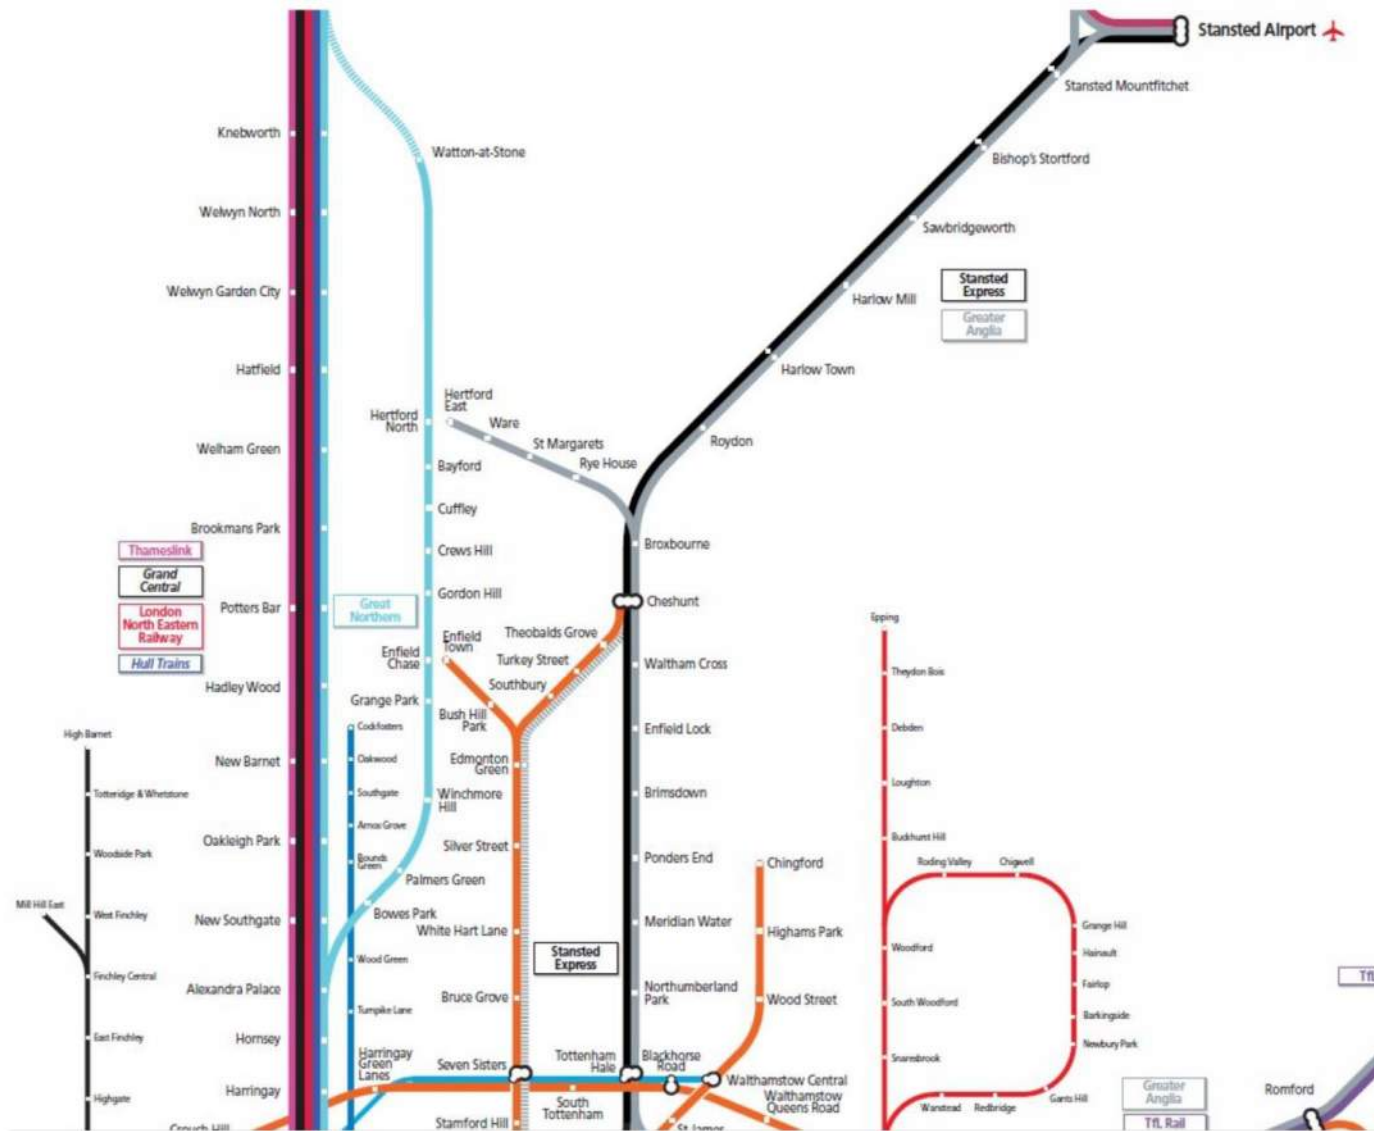 Stansted Airport
Stansted Mountfitchet
Knebworth
Watton-at-Stone
Bishop's Stortford
Welwyn North
Sawbridgeworth
Stansted
Express
Welwyn Garden City
Harlow Mill
Greater
Anglia
Hatfield
Harlow Town
Hertford
East
Hertford
North
Ware
Roydon
St Margarets
Welham Green
Rye House
Bayford
Cuffley
Brookmans Park
Broxbourne
Thameslink
Crews Hill
Grand
Central
Gordon Hill
Cheshunt
Potters Bar
Great
Northern
London
North Eastern
Railway
Epping
Enfield
Town
Theobalds Grove
Enfield
Chase
Turkey Street
Waltham Cross
Hull Trains
Theydon Bois
Hadley Wood
Southbury
Grange Park
Bush Hill
Park
Cockfosters
Debden
Enfield Lock
High Barnet
New Barnet
Oakwood
Edmonton
Green
Loughton
Totteridge & Whetstone
Southgate
Winchmore
Hill
Brimsdown
Arnos Grove
Buckhurst Hill
Oakleigh Park
Silver Street
Woodside Park
Bounds
Green
Ponders End
Chingford
Roding Valley
Chigwell
Palmers Green
Mill Hill East
West Finchley
New Southgate
Bowes Park
White Hart Lane
Meridian Water
Highams Park
Grange Hill
Woodford
Hainault
Stansted
Express
Wood Green
Finchley Central
Alexandra Palace
Fairlop
TfL
Bruce Grove
Northumberland
Park
Wood Street
South Woodford
Turnpike Lane
Barkingside
East Finchley
Hornsey
Newbury Park
Harringay
Green
Lanes
Seven Sisters
Tottenham
Hale
Blackhorse
Road
Snaresbrook
Walthamstow Central
Harringay
Highgate
South
Tottenham
Walthamstow
Queens Road
Wanstead
Redbridge
Gants Hill
Greater
Anglia
Romford
Crouch Hill
Stamford Hill
St James
TfL Rail